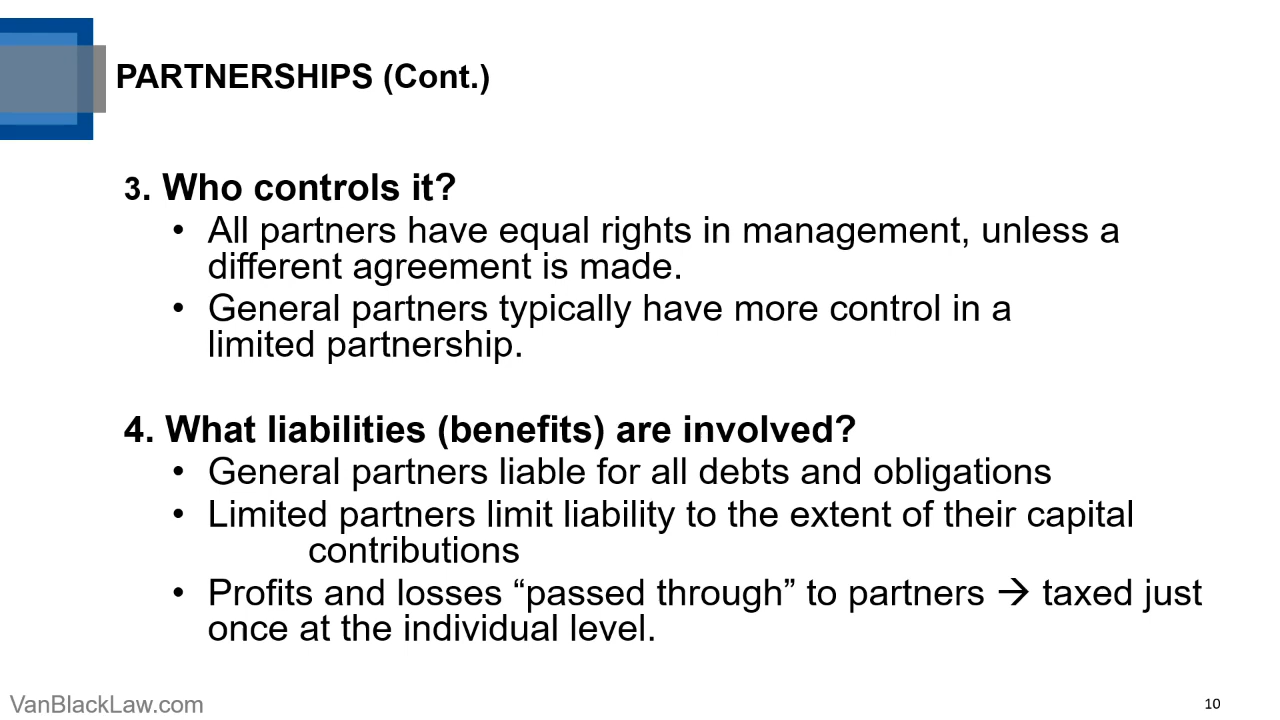 PARTNERSHIPS (Cont.)
3. Who controls it?
• All partners have equal rights in management, unless a
different agreement is made.
• General partners typically have more control in a
limited partnership.
4. What liabilities (benefits) are involved?
• General partners liable for all debts and obligations
• Limited partners limit liability to the extent of their capital
contributions
• Profits and losses “passed through” to partners → taxed just
once at the individual level.
VanBlackLaw.com
10